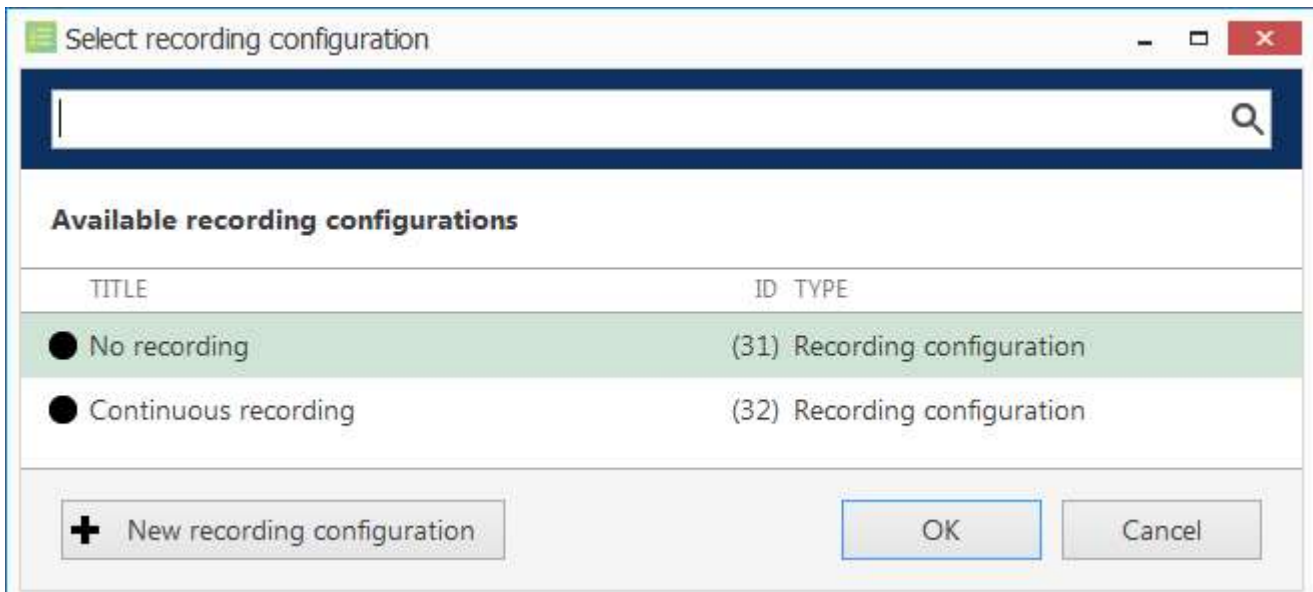 Select recording configuration
Available recording configurations
TITLE ID TYPE
No recording (31) Recording configuration
Continuous recording (32) Recording configuration
New recording configuration OK Cancel